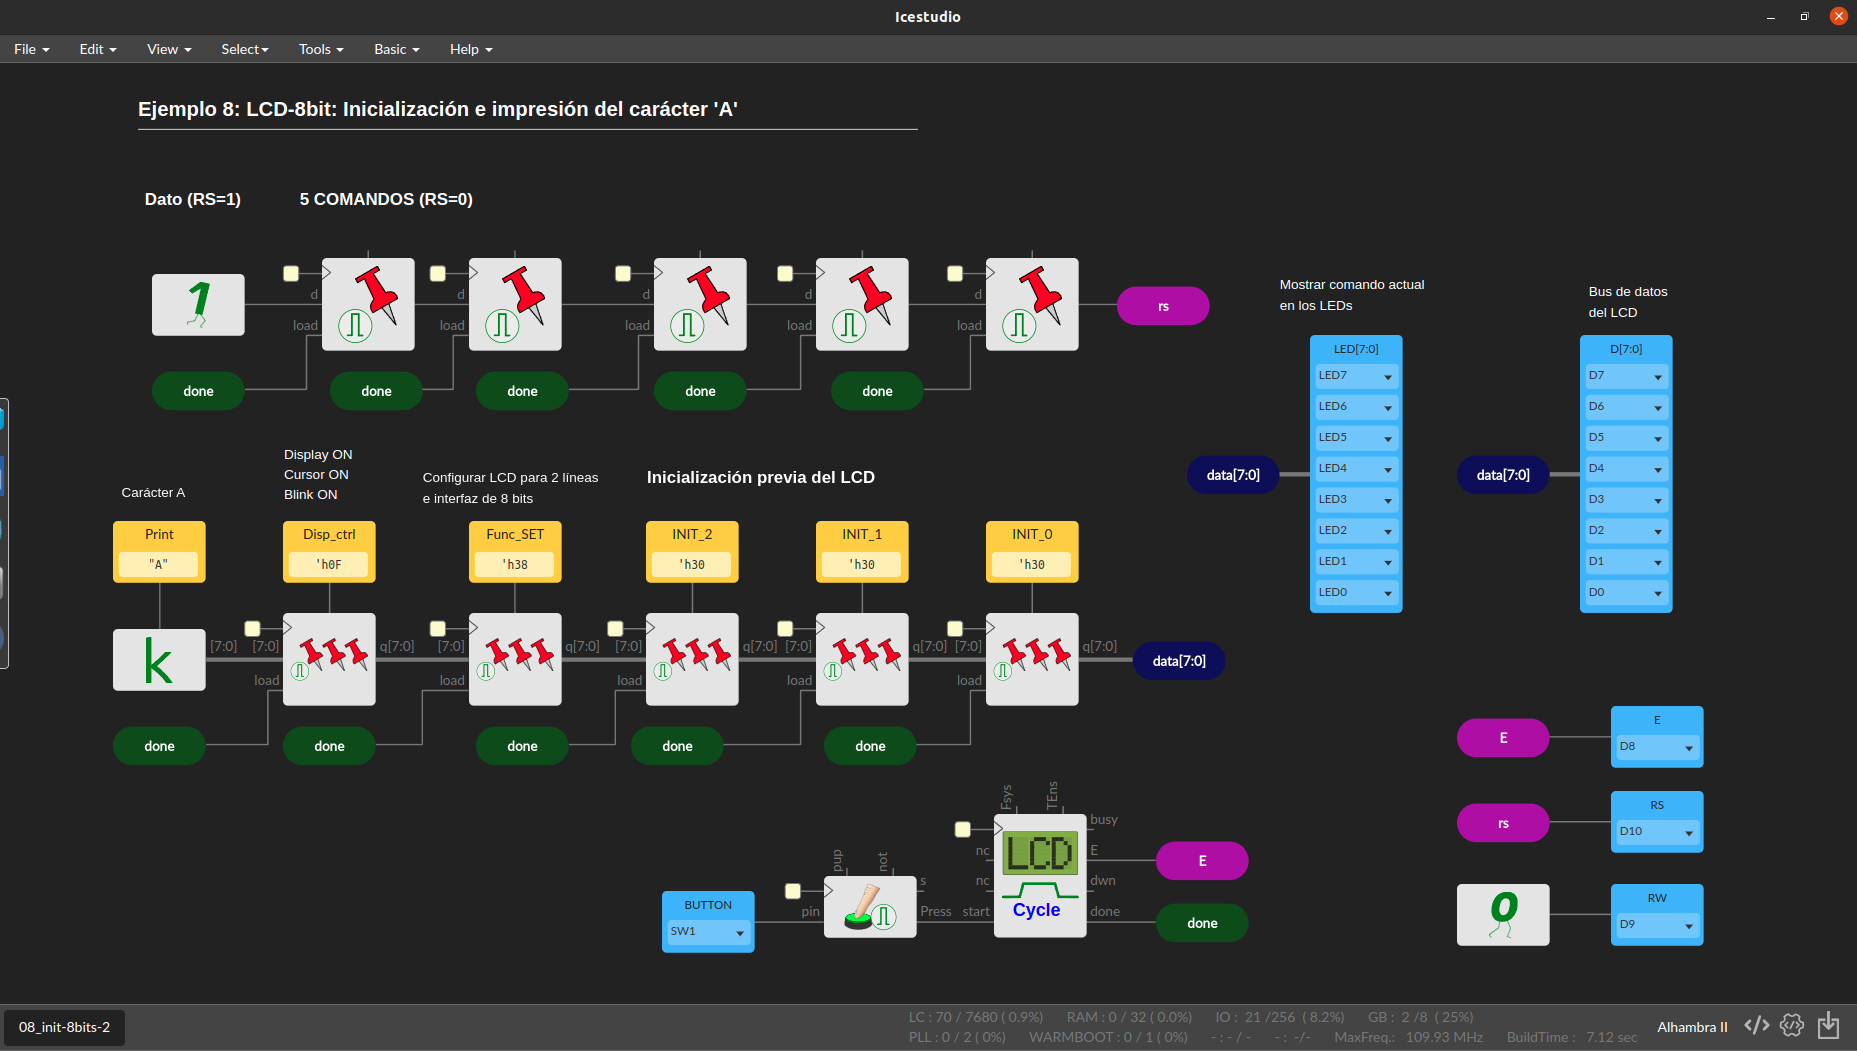 Icestudio
File Edit View Select Tools Basic Help
Ejemplo 8: LCD-8bit: Inicialización e impresión del carácter 'A'
Dato (RS=1) 5 COMANDOS (RS=0)
1
d d d d d
load load load load load
rs
done done done done done
Mostrar comando actual
en los LEDs
Bus de datos
del LCD
LED[7:0]
LED7
LED6
LED5
LED4
LED3
LED2
LED1
LED0
data[7:0]
D[7:0]
D7
D6
D5
D4
D3
D2
D1
D0
data[7:0]
Carácter A
Display ON
Cursor ON
Blink ON
Configurar LCD para 2 líneas
e interfaz de 8 bits
Inicialización previa del LCD
Print Disp_ctrl Func_SET INIT_2 INIT_1 INIT_0
"A" 'h0F 'h38 'h30 'h30 'h30
k
[7:0] [7:0] q[7:0] [7:0] q[7:0] [7:0] q[7:0] [7:0] q[7:0] [7:0] q[7:0]
data[7:0]
load load load load load
done done done done done
E
E
D8
rs
RS
D10
0
RW
D9
BUTTON
SW1
pup not
pin
s
Press
Fsys TEns
nc
nc
start
LCD
Cycle
busy
E
dwn
done
E
done
08_init-8bits-2
LC : 70 / 7680 ( 0.9%) RAM : 0 / 32 ( 0.0%) IO : 21 /256 ( 8.2%) GB : 2 /8 ( 25%)
PLL : 0 / 2 ( 0%) WARMBOOT : 0 / 1 ( 0%) - : - / - - : -/- MaxFreq.: 109.93 MHz BuildTime : 7.12 sec
Alhambra II